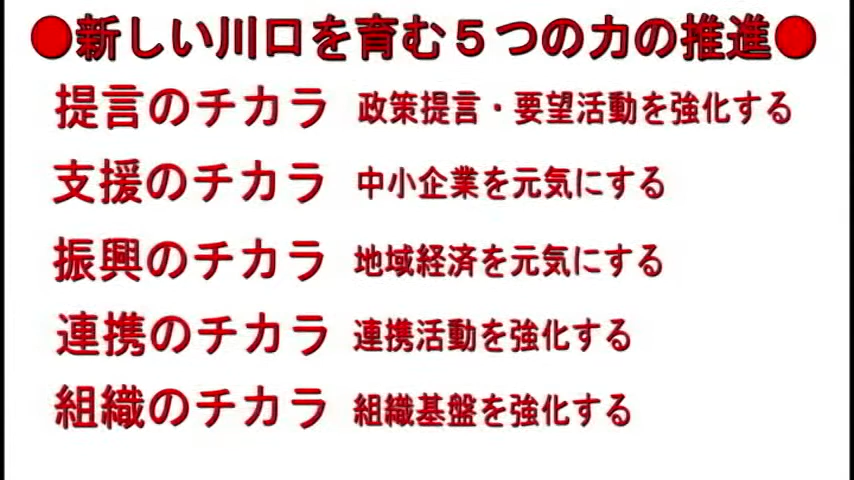 ●新しい川口を育む５つの力の推進●
提言のチカラ 政策提言・要望活動を強化する
支援のチカラ 中小企業を元気にする
振興のチカラ 地域経済を元気にする
連携のチカラ 連携活動を強化する
組織のチカラ 組織基盤を強化する